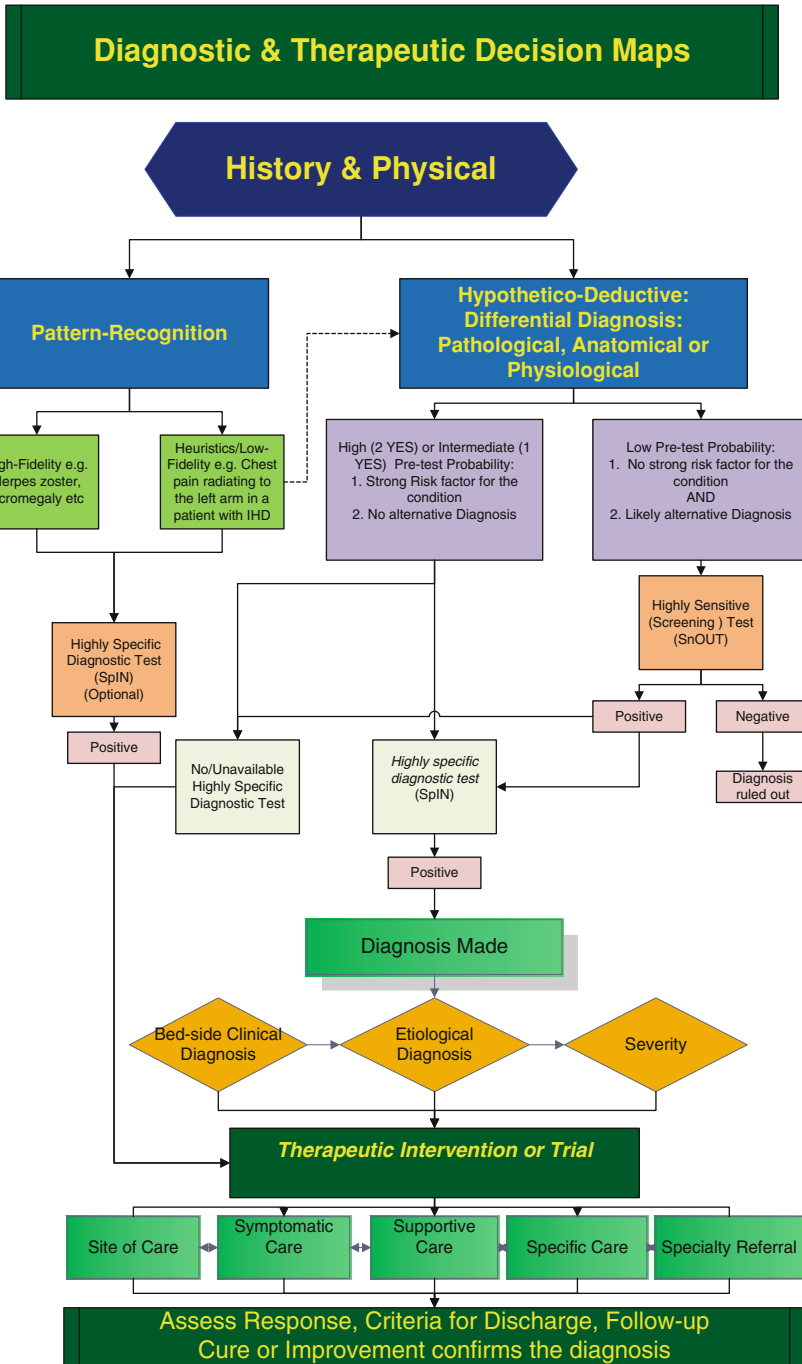 Diagnostic & Therapeutic Decision Maps
History & Physical
Pattern-Recognition
Hypothetico-Deductive:
Differential Diagnosis:
Pathological, Anatomical or
Physiological
e.g.
zoster,
etc
Heuristics/Low-
Fidelity e.g. Chest
pain radiating to
the left arm in a
patient with IHD
High (2 YES) or Intermediate (1
YES) Pre-test Probability:
1. Strong Risk factor for the
condition
2. No alternative Diagnosis
Low Pre-test Probability:
1. No strong risk factor for the
condition
AND
2. Likely alternative Diagnosis
Highly Specific
Diagnostic Test
(SpIN)
(Optional)
Highly Sensitive
(Screening ) Test
(SnOUT)
Positive
Positive
Negative
No/Unavailable
Highly Specific
Diagnostic Test
Highly specific
diagnostic test
(SpIN)
Diagnosis
ruled out
Positive
Diagnosis Made
Bed-side Clinical
Diagnosis
Etiological
Diagnosis
Severity
Therapeutic Intervention or Trial
Site of Care
Symptomatic
Care
Supportive
Care
Specific Care
Specialty Referral
Assess Response, Criteria for Discharge, Follow-up
Cure or Improvement confirms the diagnosis